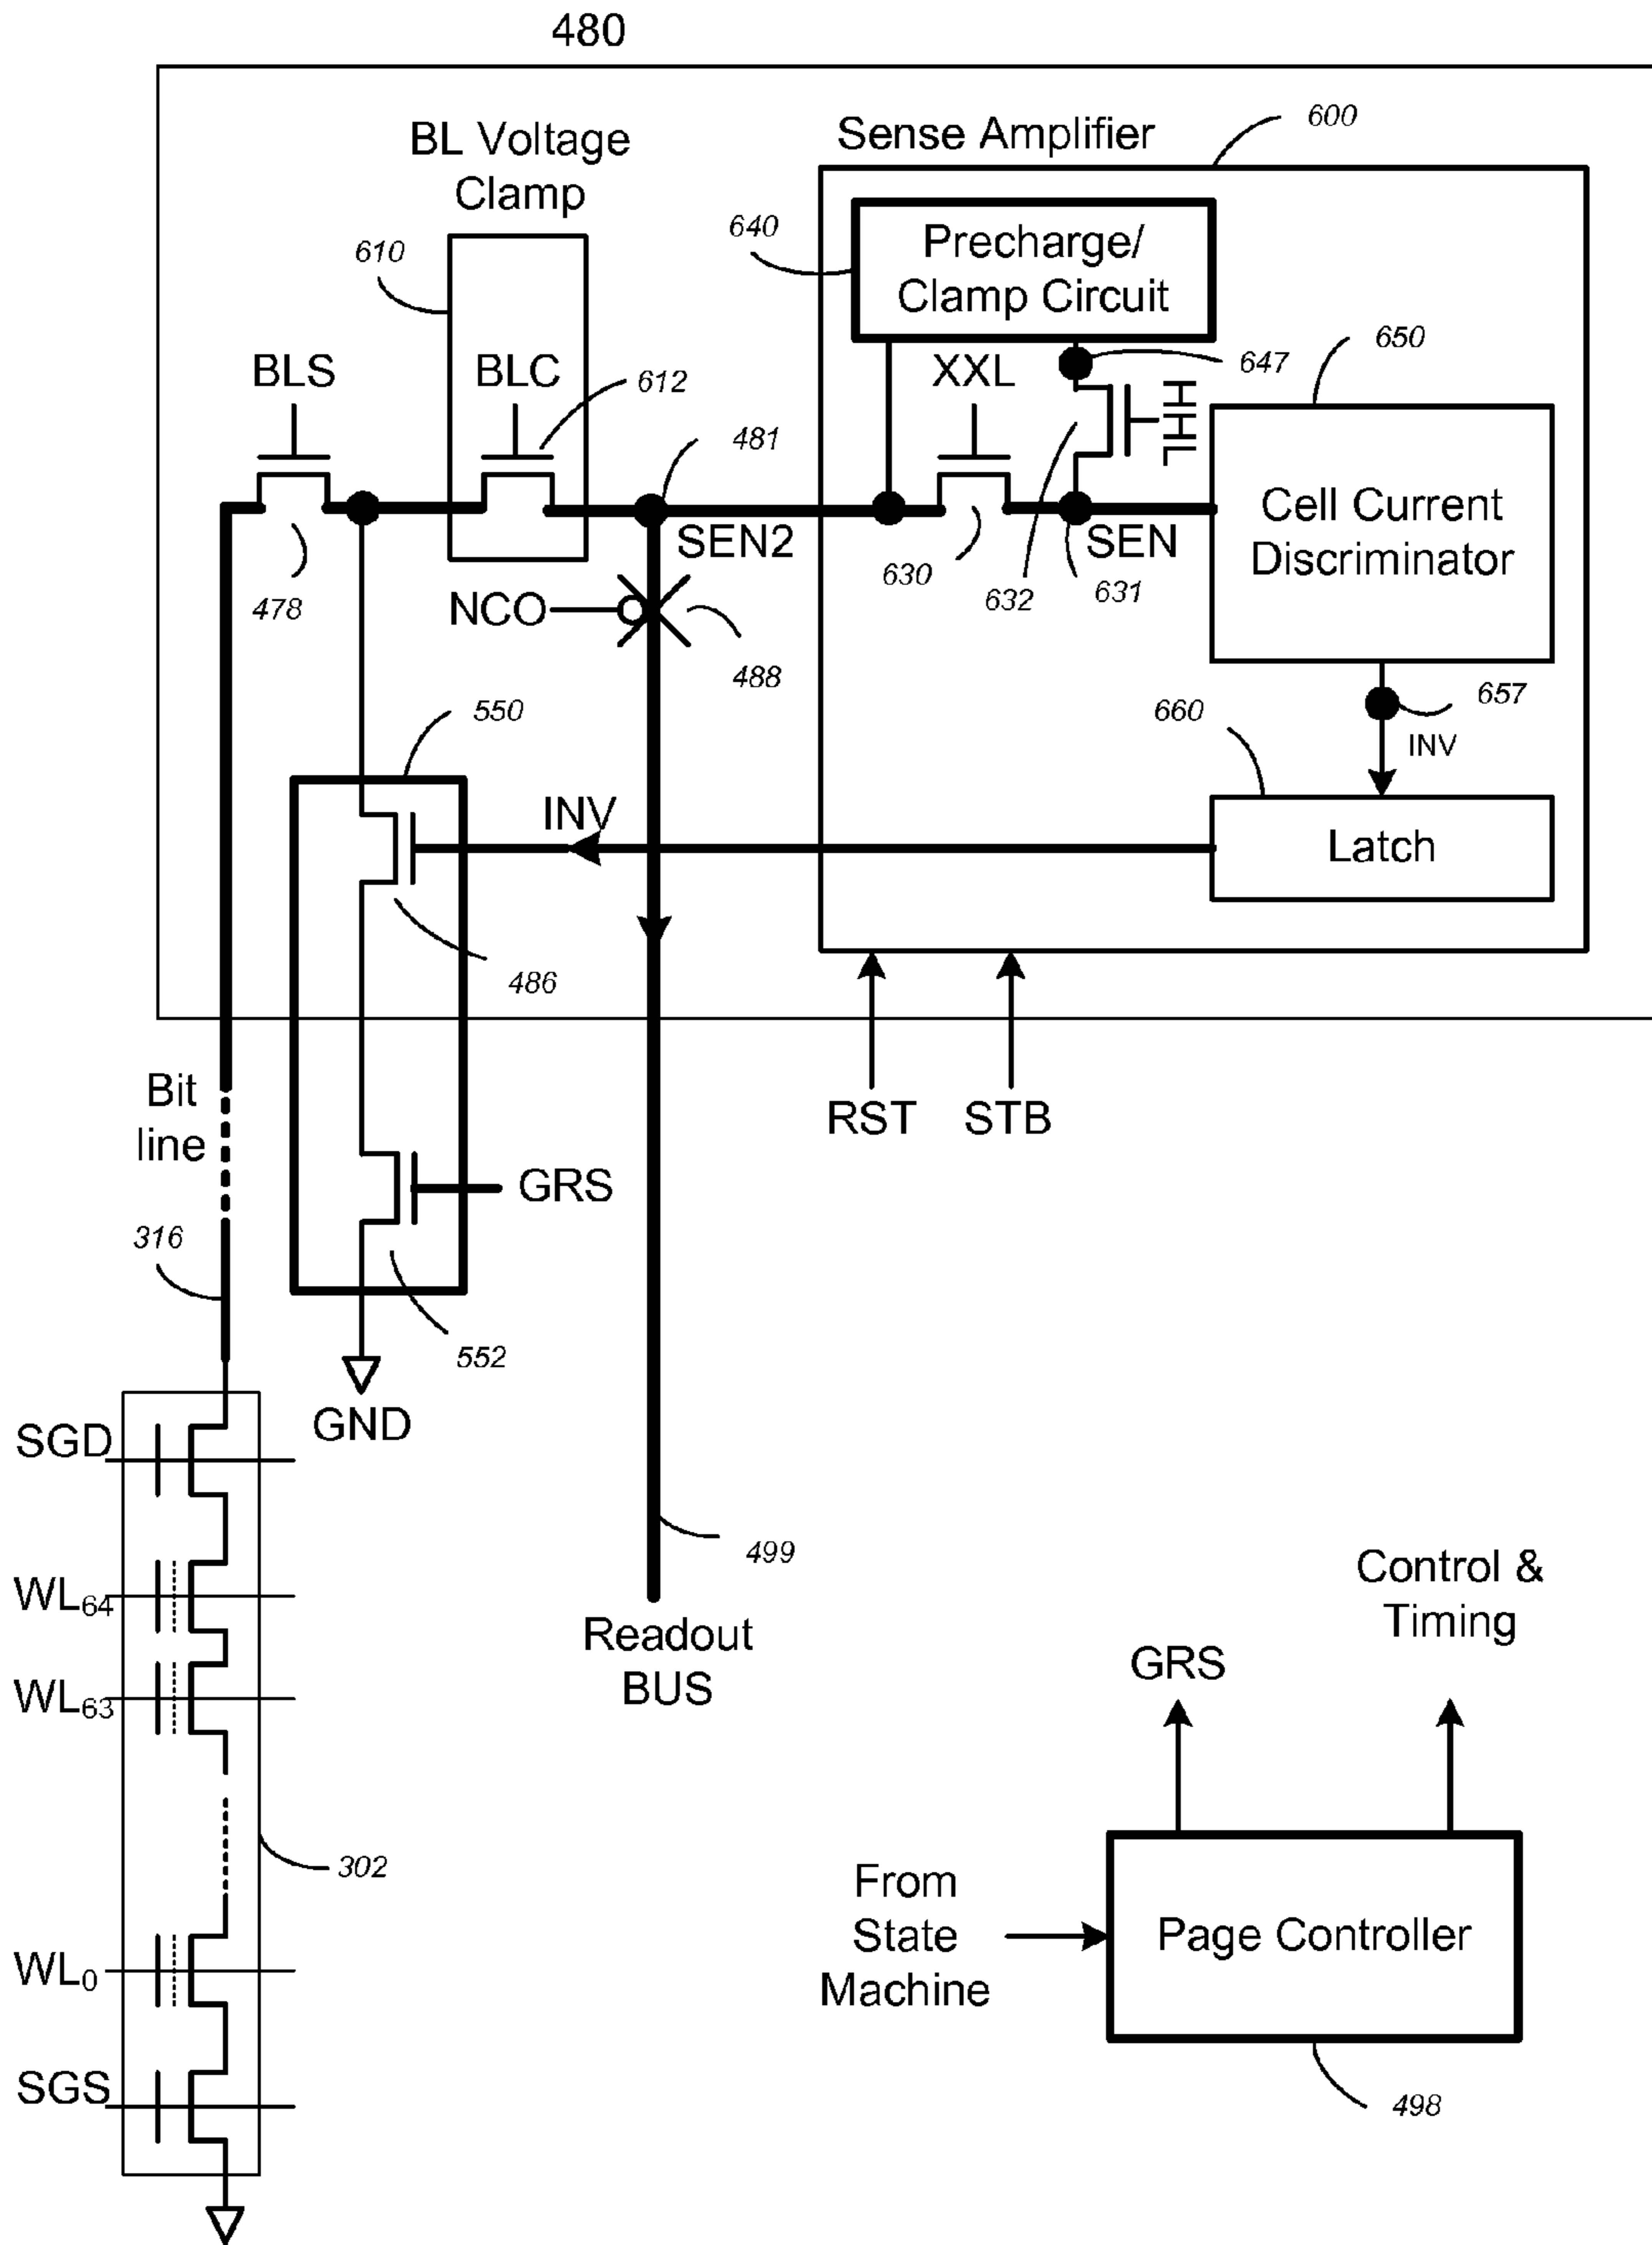 480
BL Voltage
Clamp
610
Sense Amplifier
600
640
Precharge/
Clamp Circuit
647
650
BLS
BLC
612
XXL
HHL
481
SEN2
SEN
Cell Current
Discriminator
478
NCO
488
630
632
631
657
INV
550
660
INV
Latch
486
Bit
line
RST
STB
316
GRS
552
GND
SGD
WL64
WL63
499
Readout
BUS
Control &
Timing
GRS
302
From
State
Machine
Page Controller
WL0
SGS
498